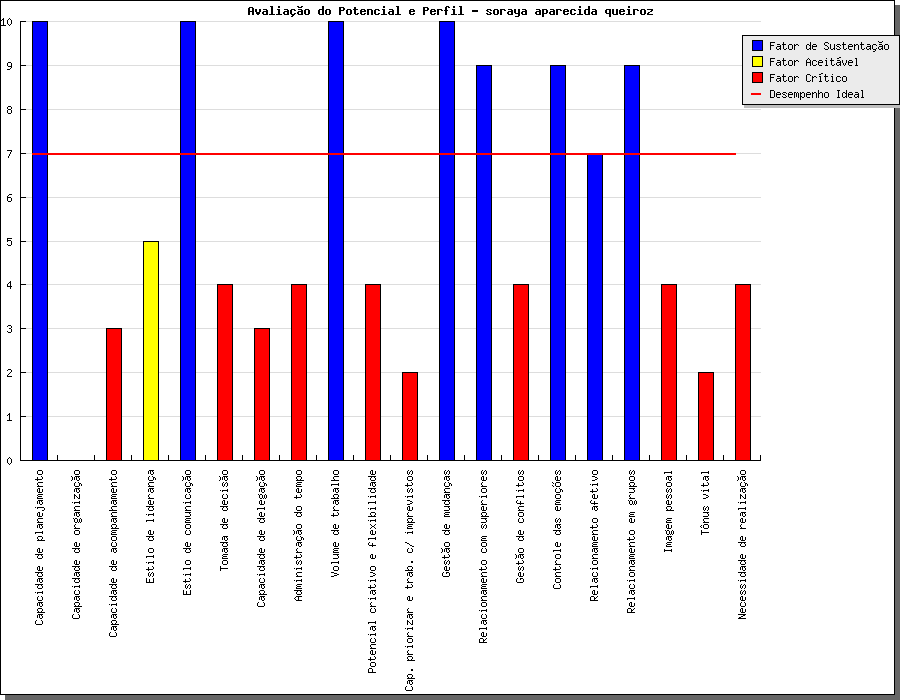 Avaliação do Potencial e Perfil - soraya aparecida queiroz
Fator de Sustentação
Fator Aceitável
Fator Crítico
Desempenho Ideal
10
9
8
7
6
5
4
3
2
1
0
Capacidade de planejamento
Capacidade de organização
Capacidade de acompanhamento
Estilo de liderança
Estilo de comunicação
Tomada de decisão
Capacidade de delegação
Administração do tempo
Volume de trabalho
Potencial criativo e flexibilidade
Cap. priorizar e trab. c/ imprevistos
Gestão de mudanças
Relacionamento com superiores
Gestão de conflitos
Controle das emoções
Relacionamento afetivo
Relacionamento em grupos
Imagem pessoal
Tônus vital
Necessidade de realização